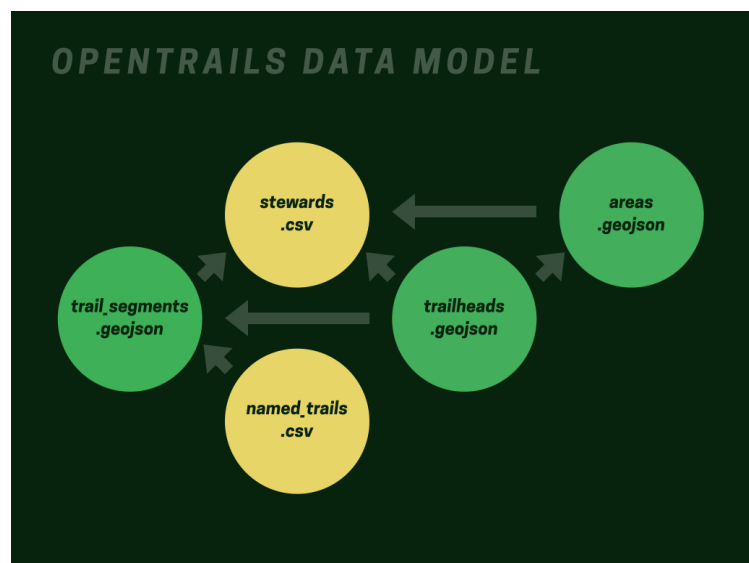 OPENTRAILS DATA MODEL
stewards
.csv
areas
.geojson
trail_segments
.geojson
trailheads
.geojson
named_trails
.csv